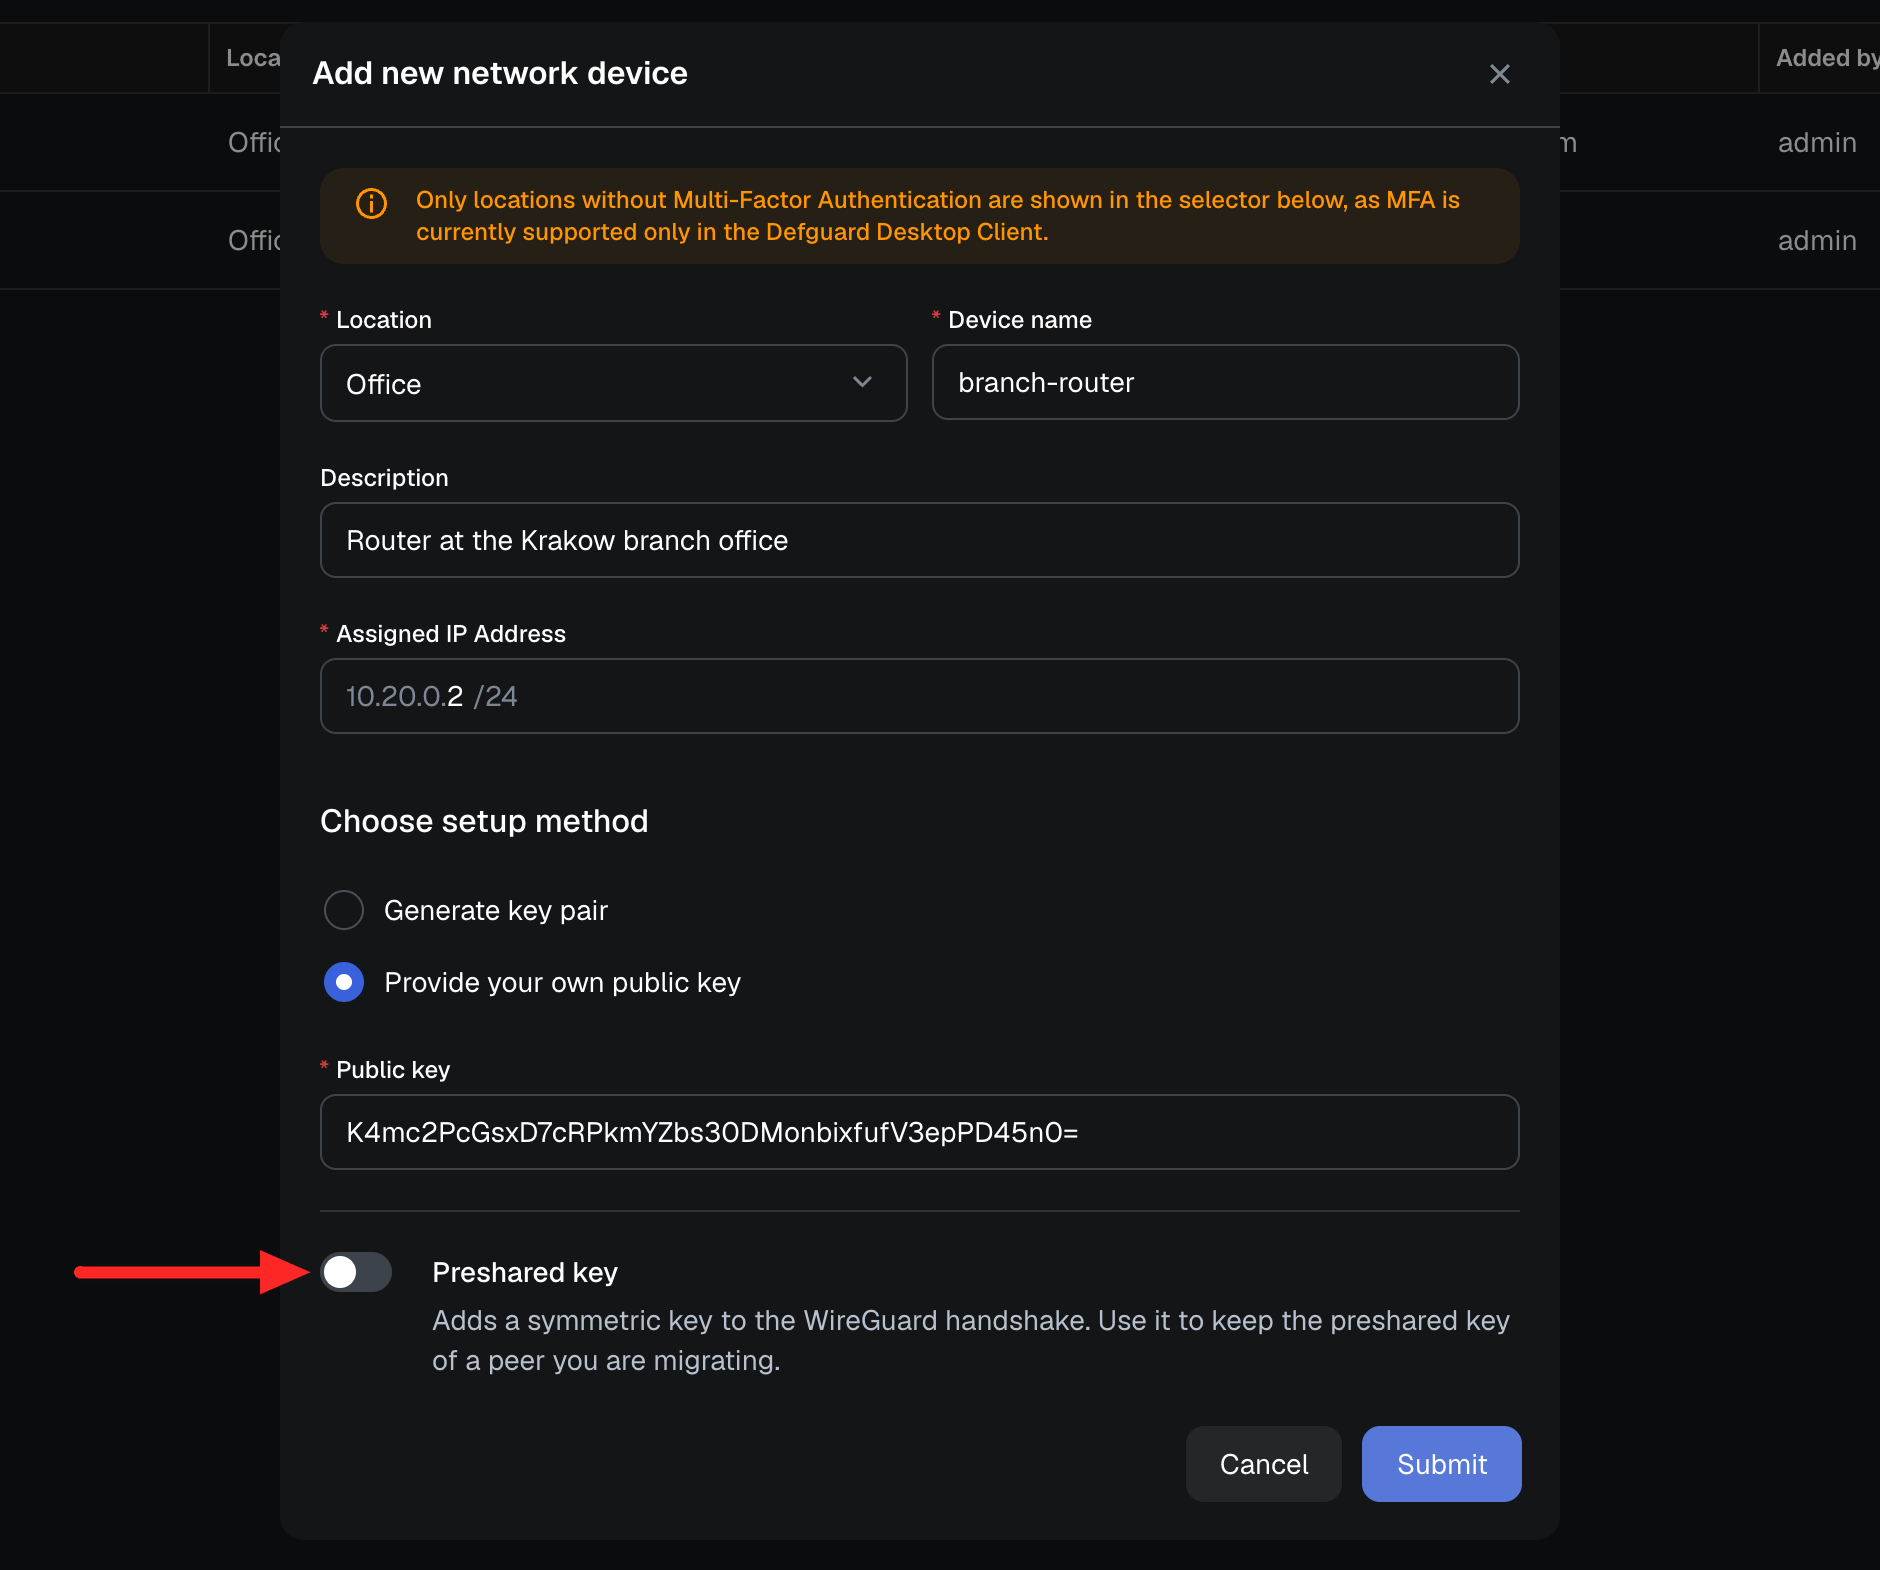 Add new network device
Added by
admin
admin
Only locations without Multi-Factor Authentication are shown in the selector below, as MFA is
currently supported only in the Defguard Desktop Client.
* Location
* Device name
Office
branch-router
Description
Router at the Krakow branch office
* Assigned IP Address
10.20.0.2 /24
Choose setup method
Generate key pair
Provide your own public key
* Public key
K4mc2PcGsxD7cRPkmYZbs30DMonbixfufV3epPD45n0=
Preshared key
Adds a symmetric key to the WireGuard handshake. Use it to keep the preshared key
of a peer you are migrating.
Cancel
Submit